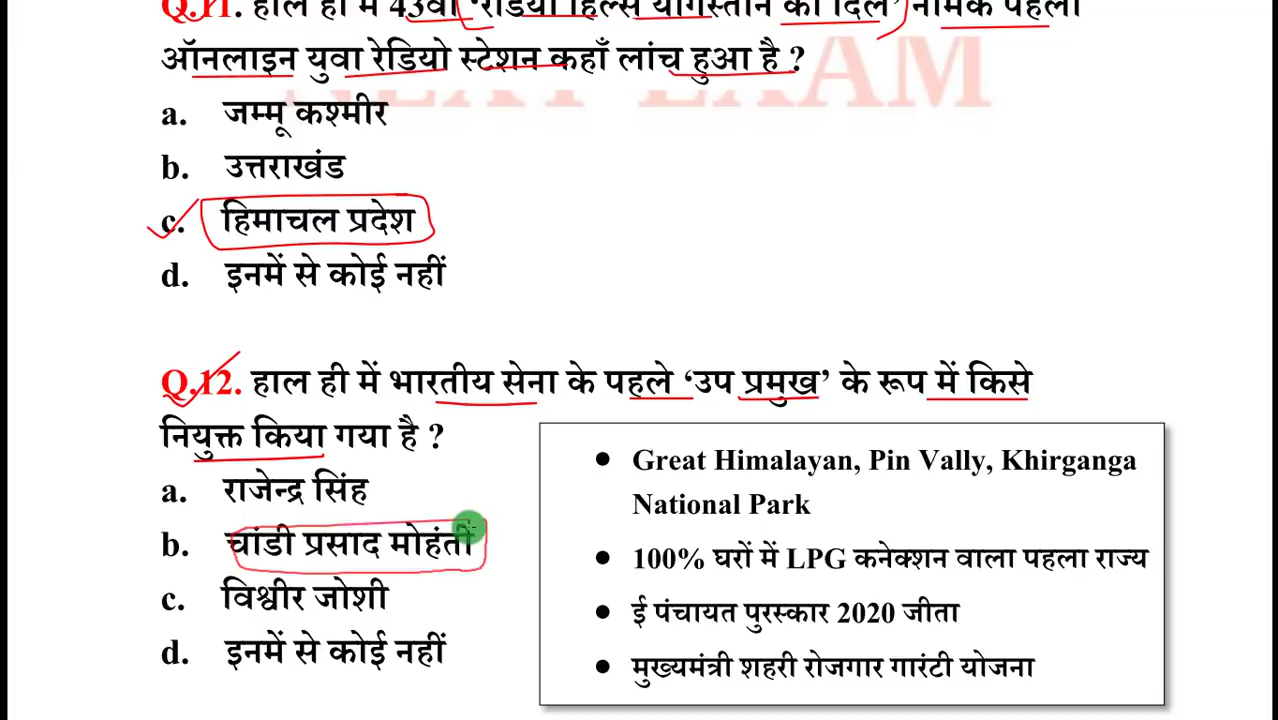 Q.11. हाल ही में 43वां ‘रेडियो हिल्स यंगिस्तान का दिल’ नामक पहला
ऑनलाइन युवा रेडियो स्टेशन कहाँ लांच हुआ है ?
NEXT EXAM
a. जम्मू कश्मीर
b. उत्तराखंड
c. हिमाचल प्रदेश
d. इनमें से कोई नहीं
Q.12. हाल ही में भारतीय सेना के पहले ‘उप प्रमुख’ के रूप में किसे
नियुक्त किया गया है ?
a. राजेन्द्र सिंह
b. चांडी प्रसाद मोहंती
c. विश्वीर जोशी
d. इनमें से कोई नहीं
Great Himalayan, Pin Vally, Khirganga
National Park
100% घरों में LPG कनेक्शन वाला पहला राज्य
ई पंचायत पुरस्कार 2020 जीता
मुख्यमंत्री शहरी रोजगार गारंटी योजना